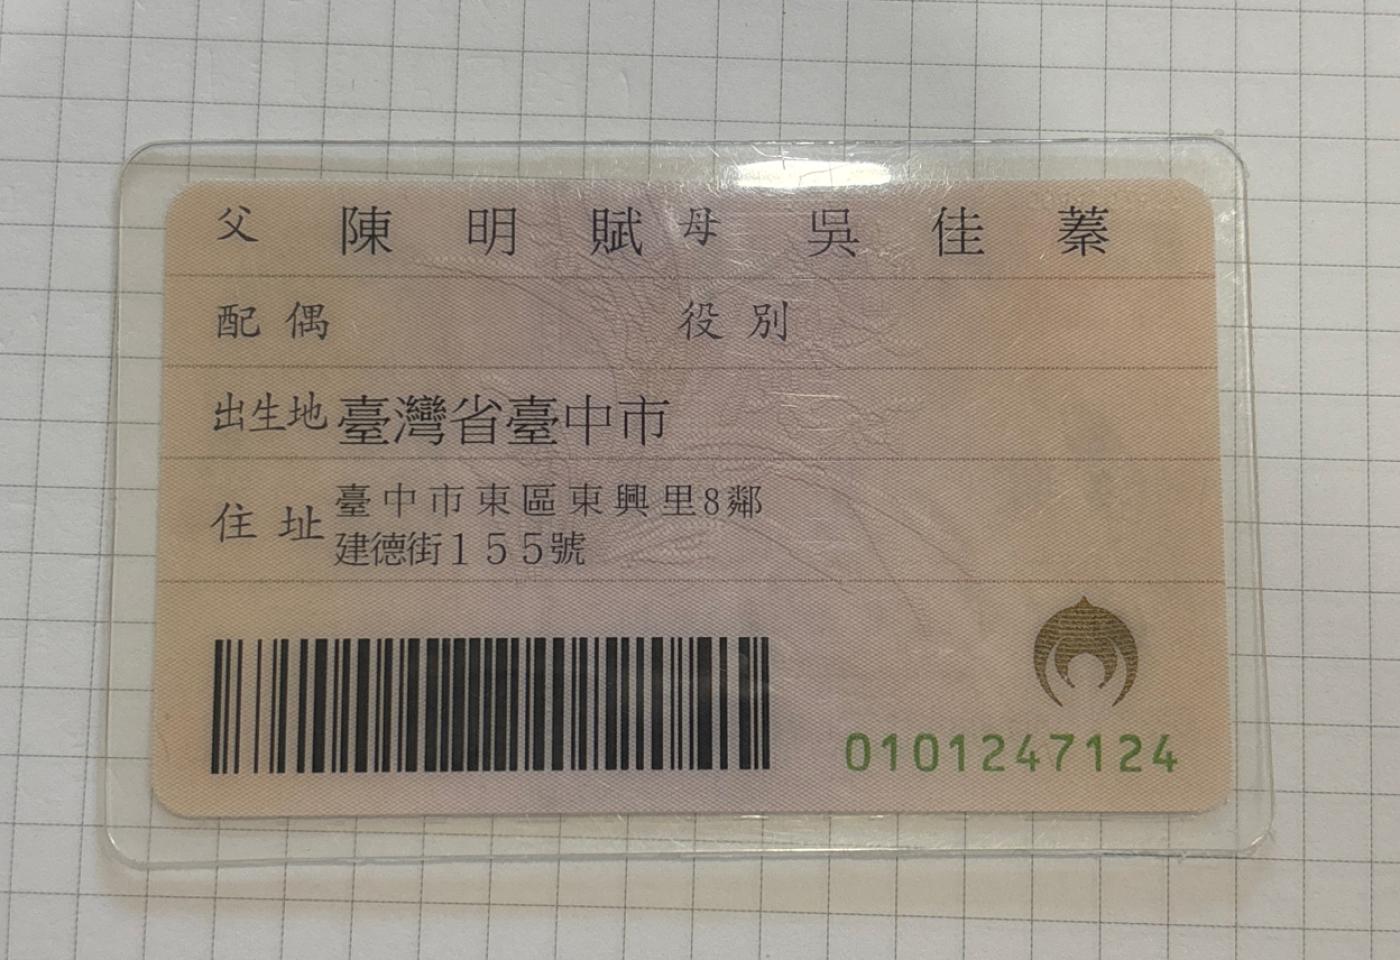 父 陳明賦 母 吳佳蓁
配偶 役別
出生地 臺灣省臺中市
住址 臺中市東區東興里8鄰
建德街155號
0101247124